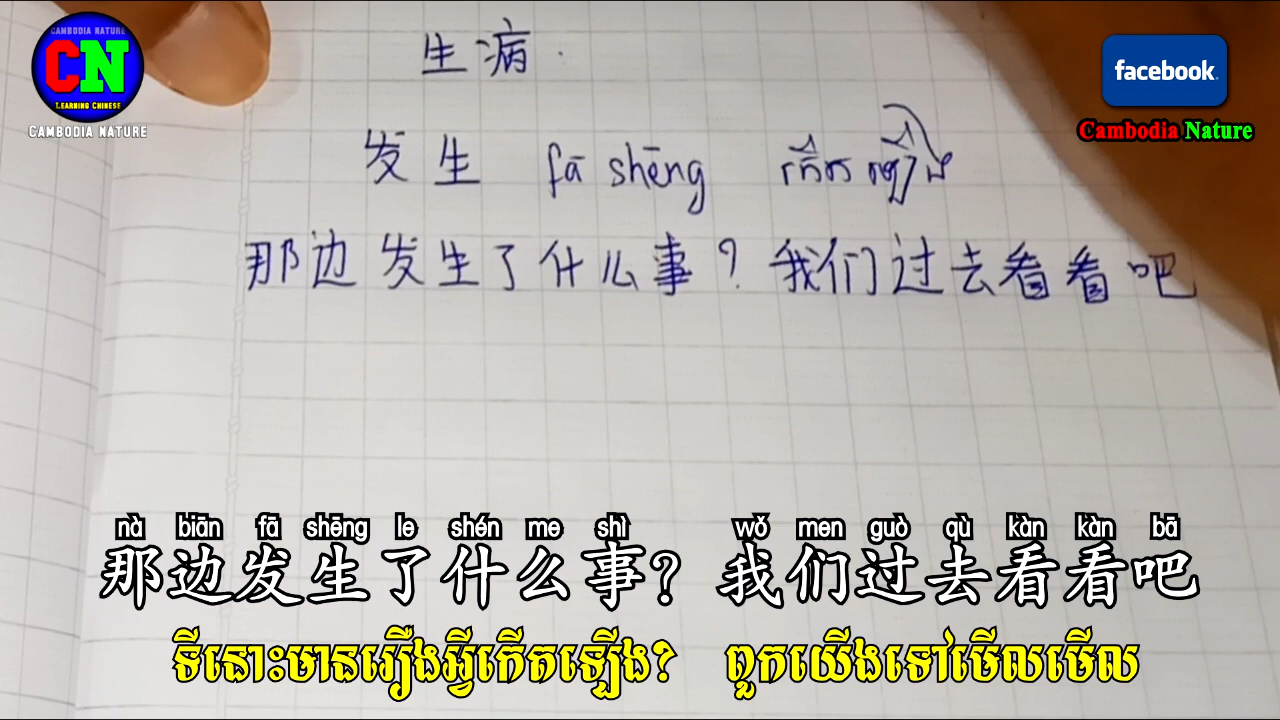 CAMBODIA NATURE
CN
LEARNING CHINESE
CAMBODIA NATURE
facebook
Cambodia Nature
生病.
发生 fā shēng កើតឡើង
那边发生了什么事?我们过去看看吧
nà biān fā shēng le shén me shì wǒ men guò qù kàn kàn bā
那边发生了什么事?我们过去看看吧
ទីនោះមានរឿងអ្វីកើតឡើង? ពួកយើងទៅមើលមើល